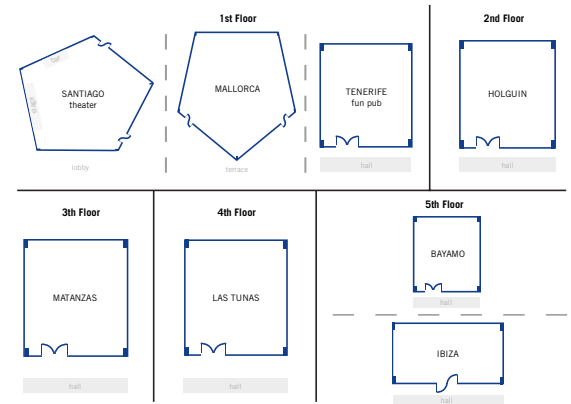 1st Floor
2nd Floor
SANTIAGO
theater
MALLORCA
TENERIFE
fun pub
HOLGUIN
lobby
terrace
hall
hall
3th Floor
4th Floor
5th Floor
BAYAMO
MATANZAS
LAS TUNAS
hall
IBIZA
hall
hall
hall